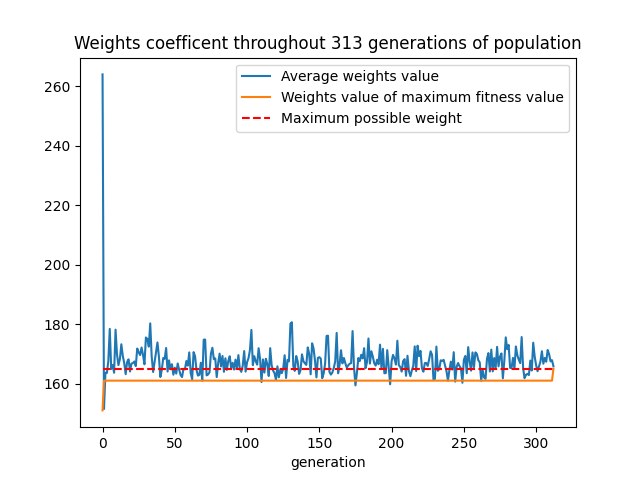 Weights coefficent throughout 313 generations of population
Average weights value
Weights value of maximum fitness value
Maximum possible weight
260
240
220
200
180
160
0 50 100 150 200 250 300
generation